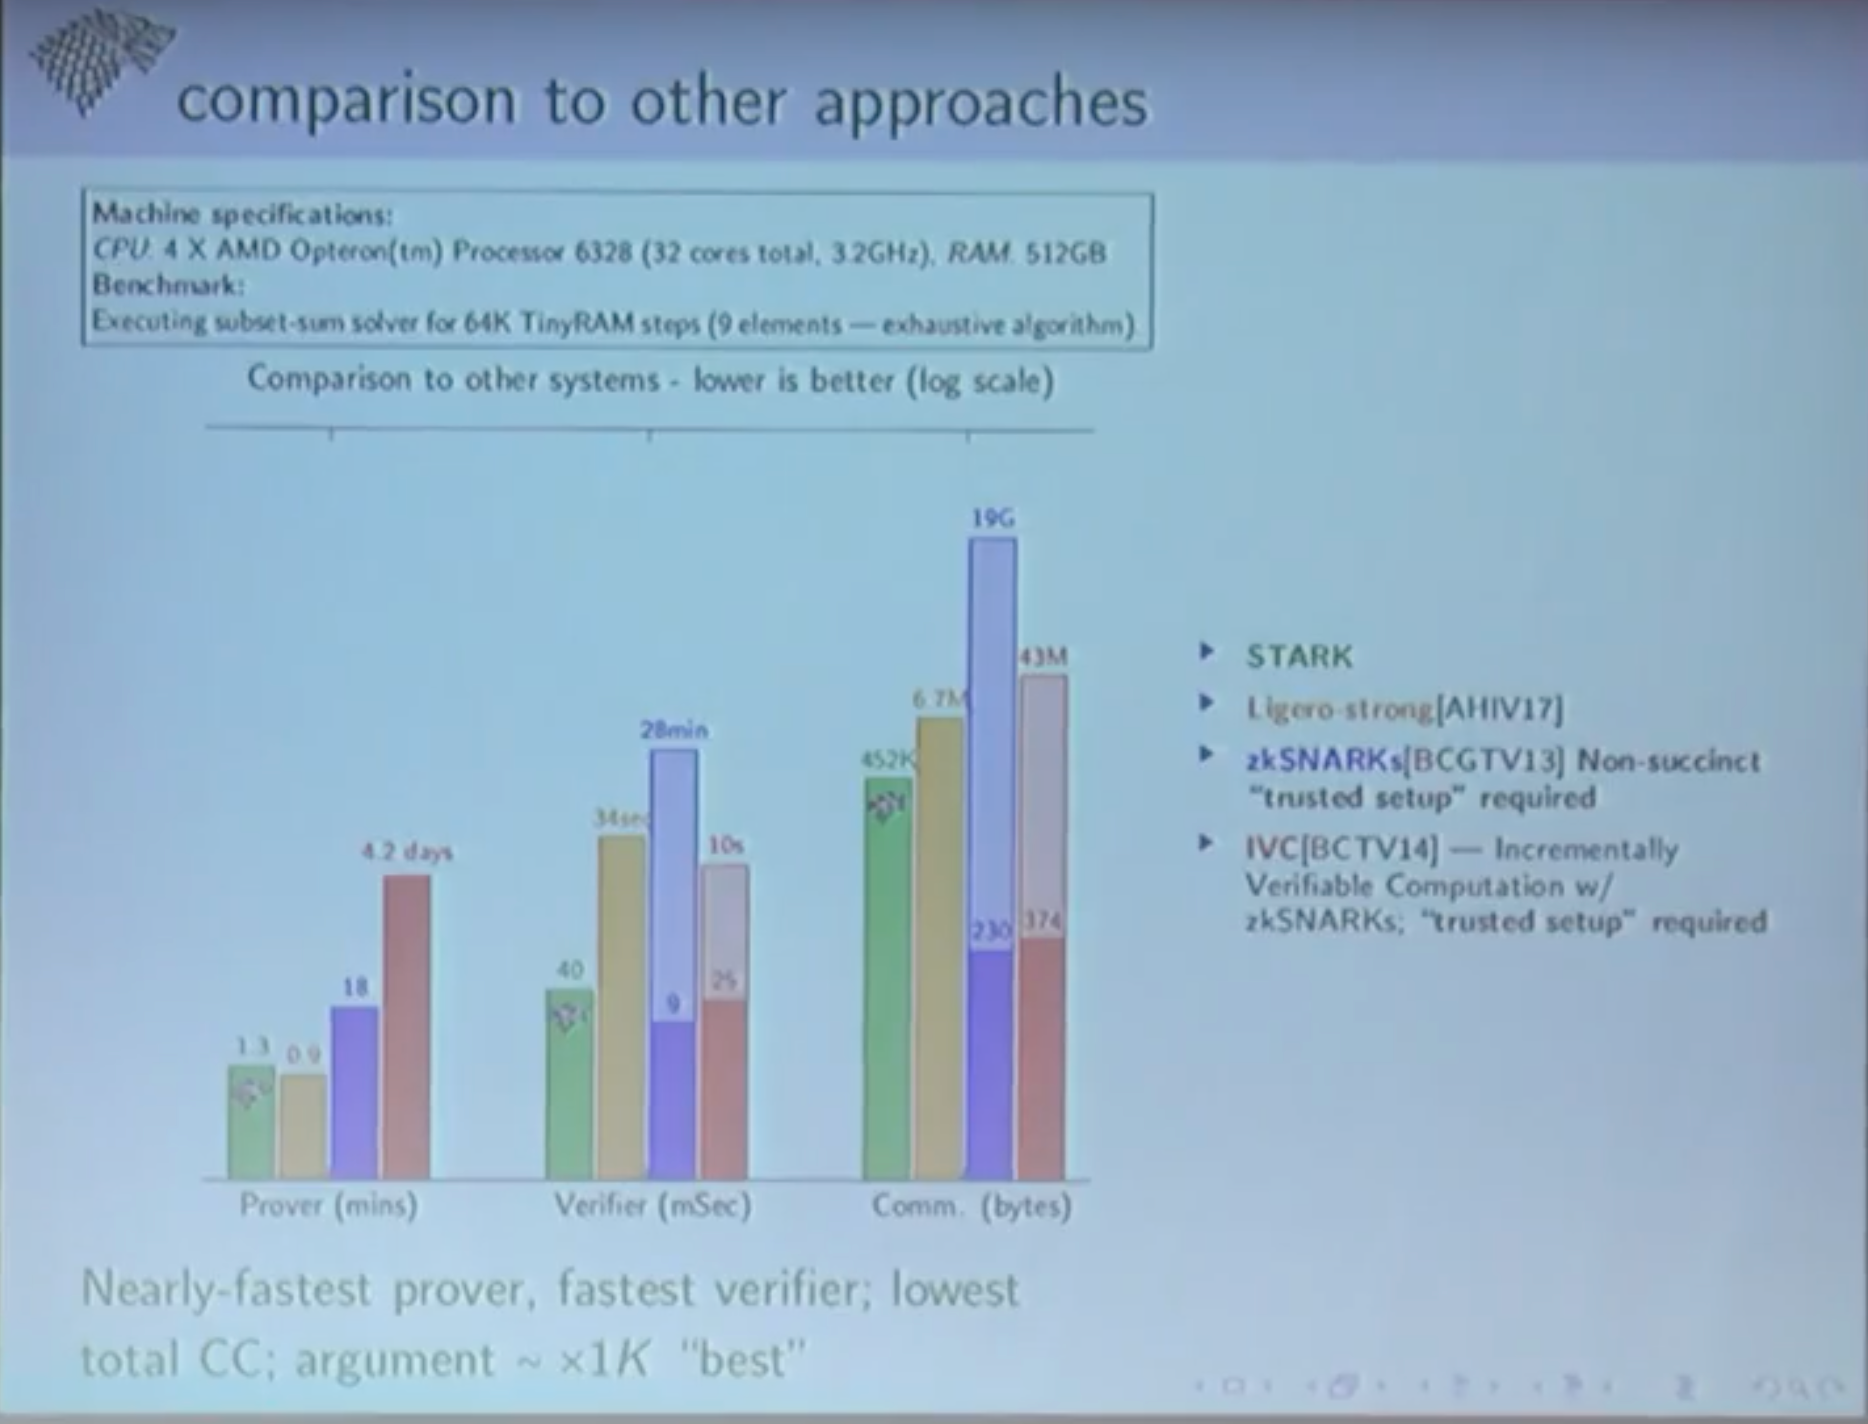 comparison to other approaches
Machine specifications:
CPU: 4 X AMD Opteron(tm) Processor 6328 (32 cores total, 3.2GHz), RAM: 512GB
Benchmark:
Executing subset-sum solver for 64K TinyRAM steps (9 elements — exhaustive algorithm)
Comparison to other systems - lower is better (log scale)
1.3
0.9
18
4.2 days
Prover (mins)
40
34sec
28min
9
10s
25
Verifier (mSec)
452K
6.7M
19G
230
43M
374
Comm. (bytes)
STARK
Ligero-strong[AHIV17]
zkSNARKs[BCGTV13] Non-succinct
"trusted setup" required
IVC[BCTV14] — Incrementally
Verifiable Computation w/
zkSNARKs; "trusted setup" required
Nearly-fastest prover, fastest verifier; lowest
total CC; argument ~ ×1K "best"